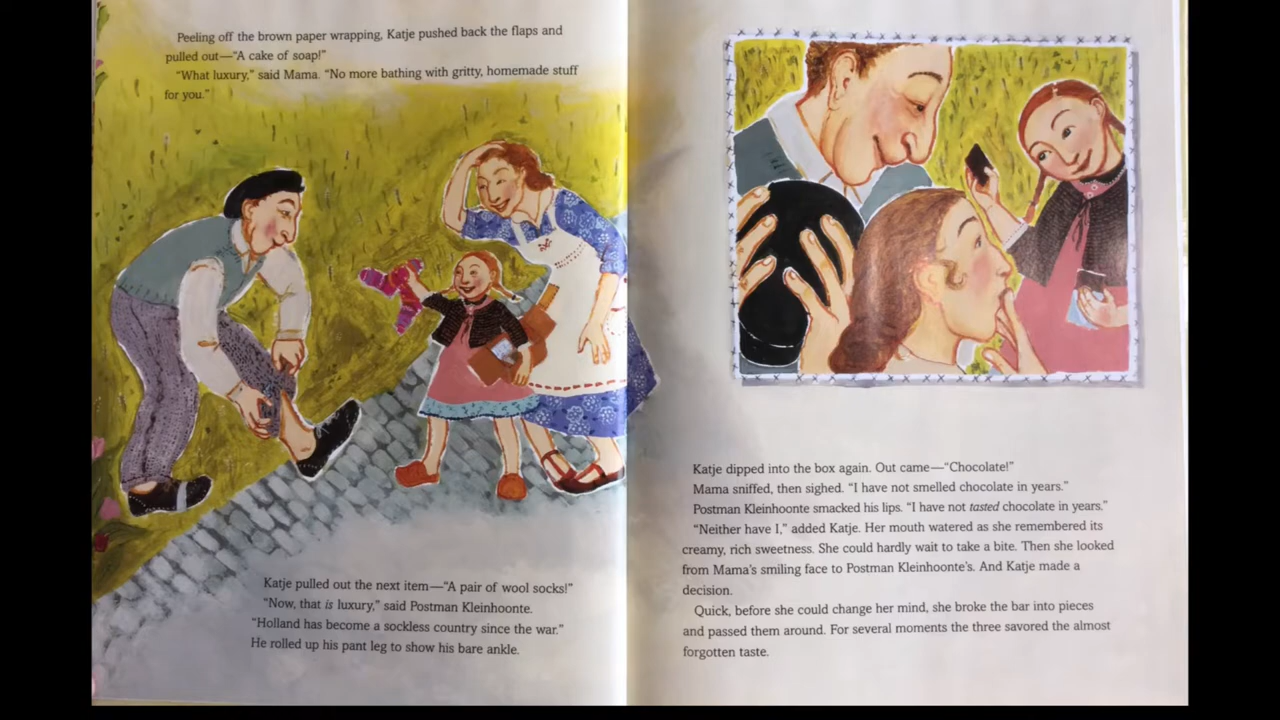 Peeling off the brown paper wrapping, Katje pushed back the flaps and
pulled out—“A cake of soap!”
“What luxury,” said Mama. “No more bathing with gritty, homemade stuff
for you.”
Katje pulled out the next item—“A pair of wool socks!”
“Now, that is luxury,” said Postman Kleinhoonte.
“Holland has become a sockless country since the war.”
He rolled up his pant leg to show his bare ankle.
Katje dipped into the box again. Out came—“Chocolate!”
Mama sniffed, then sighed. “I have not smelled chocolate in years.”
Postman Kleinhoonte smacked his lips. “I have not tasted chocolate in years.”
“Neither have I,” added Katje. Her mouth watered as she remembered its
creamy, rich sweetness. She could hardly wait to take a bite. Then she looked
from Mama’s smiling face to Postman Kleinhoonte’s. And Katje made a
decision.
Quick, before she could change her mind, she broke the bar into pieces
and passed them around. For several moments the three savored the almost
forgotten taste.